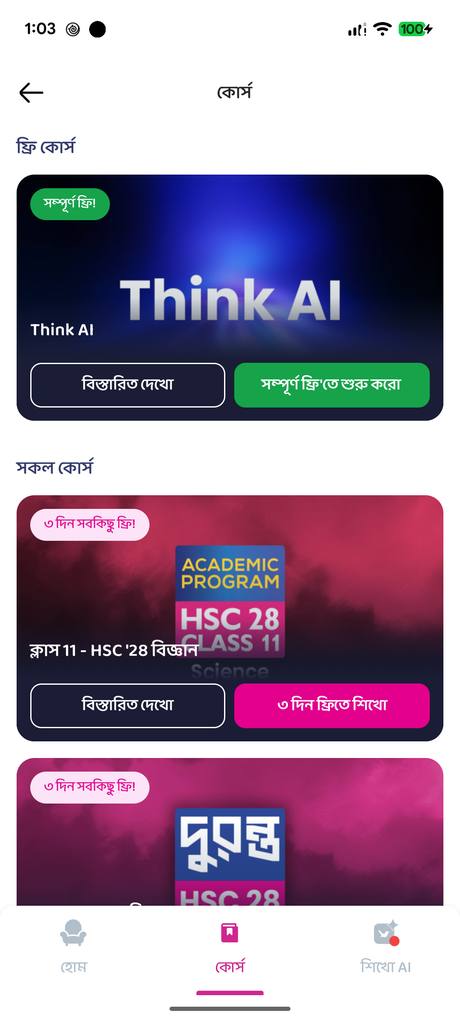 1:03
100
কোর্স
ফ্রি কোর্স
সম্পূর্ণ ফ্রি!
Think AI
Think AI
বিস্তারিত দেখো
সম্পূর্ণ ফ্রি'তে শুরু করো
সকল কোর্স
৩ দিন সবকিছু ফ্রি!
ACADEMIC
PROGRAM
HSC 28
CLASS 11
ক্লাস 11 - HSC '28 বিজ্ঞান
Science
বিস্তারিত দেখো
৩ দিন ফ্রিতে শিখো
৩ দিন সবকিছু ফ্রি!
দুরন্ত
HSC 28
হোম
কোর্স
শিখো AI